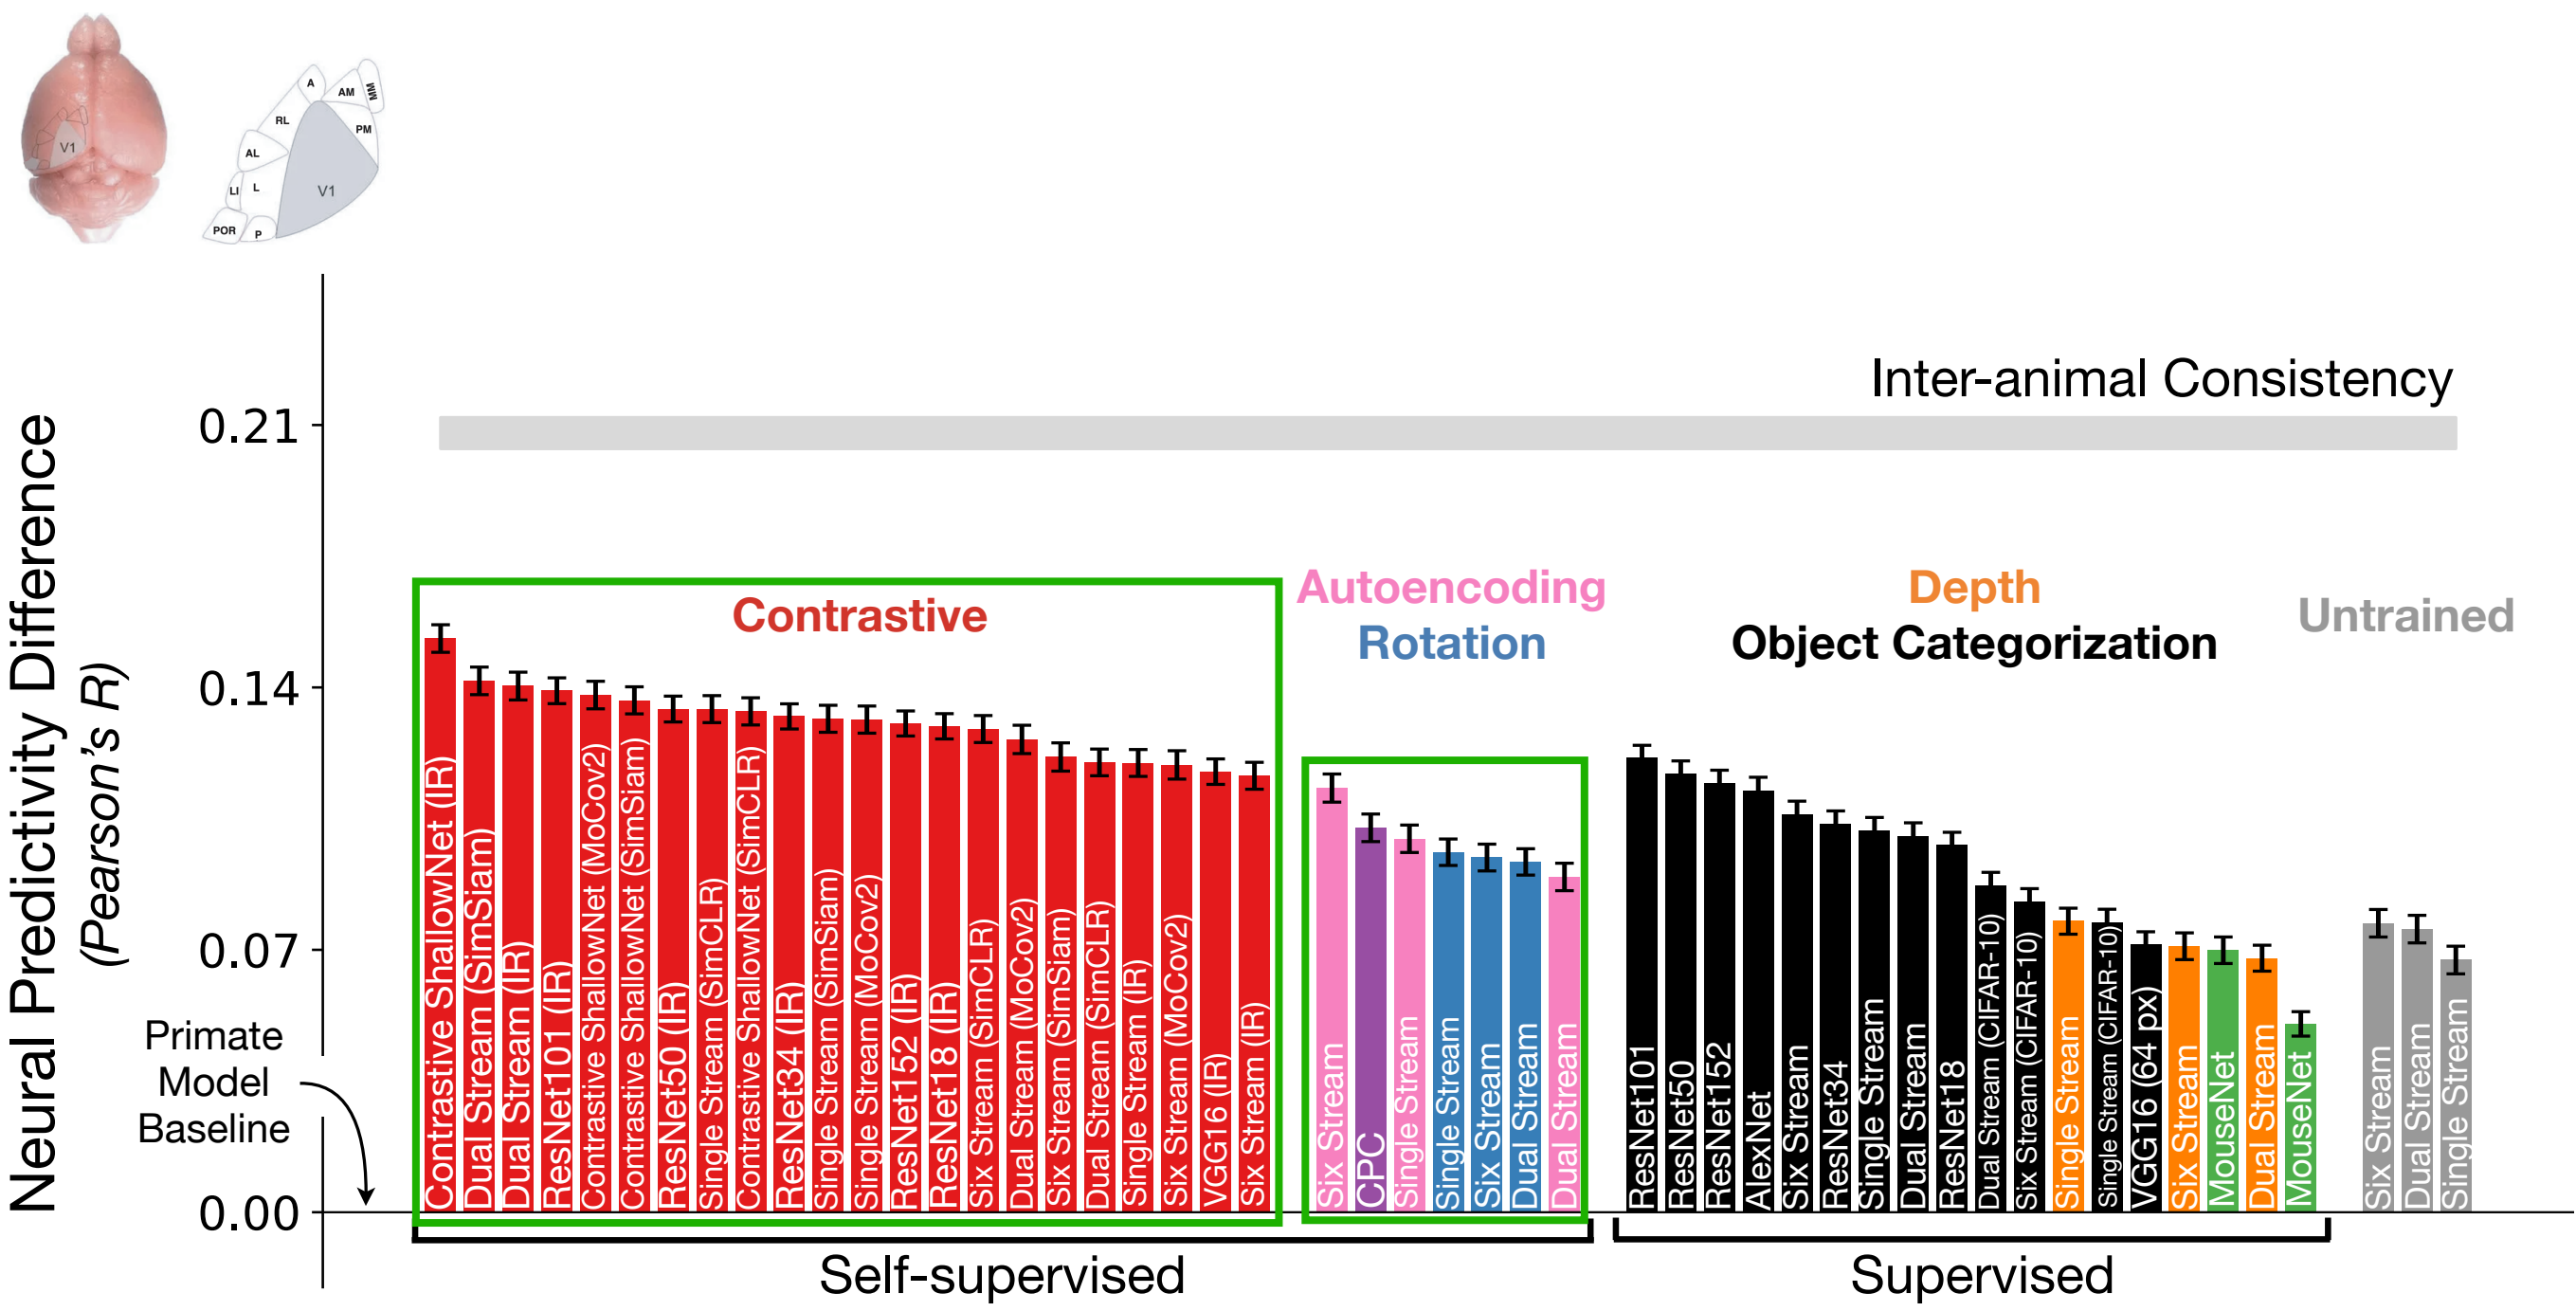 V1
A
AM
MM
RL
PM
AL
LI
L
V1
POR
P
Neural Predictivity Difference
(Pearson's R)
0.21
0.14
0.07
0.00
Primate
Model
Baseline
Inter-animal Consistency
Contrastive
Autoencoding
Rotation
Depth
Object Categorization
Untrained
Contrastive ShallowNet (IR)
Dual Stream (SimSiam)
Dual Stream (IR)
ResNet101 (IR)
Contrastive ShallowNet (MoCov2)
Contrastive ShallowNet (SimSiam)
ResNet50 (IR)
Single Stream (SimCLR)
Contrastive ShallowNet (SimCLR)
ResNet34 (IR)
Single Stream (SimSiam)
Single Stream (MoCov2)
ResNet152 (IR)
ResNet18 (IR)
Six Stream (SimCLR)
Dual Stream (MoCov2)
Six Stream (SimSiam)
Dual Stream (SimCLR)
Single Stream (IR)
Six Stream (MoCov2)
VGG16 (IR)
Six Stream (IR)
Six Stream
CPC
Single Stream
Single Stream
Six Stream
Dual Stream
Dual Stream
ResNet101
ResNet50
ResNet152
AlexNet
Six Stream
ResNet34
Single Stream
Dual Stream
ResNet18
Dual Stream (CIFAR-10)
Six Stream (CIFAR-10)
Single Stream
Single Stream (CIFAR-10)
VGG16 (64 px)
Six Stream
MouseNet
Dual Stream
MouseNet
Six Stream
Dual Stream
Single Stream
Self-supervised
Supervised